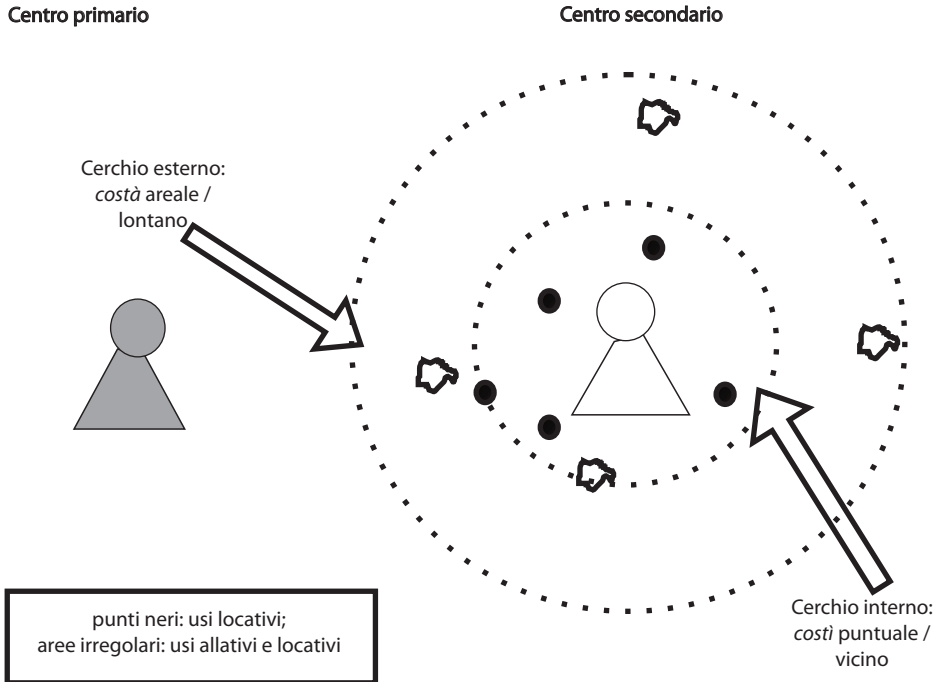 Centro primario
Centro secondario
Cerchio esterno:
costà areale /
lontano
punti neri: usi locativi;
aree irregolari: usi allativi e locativi
Cerchio interno:
costì puntuale /
vicino